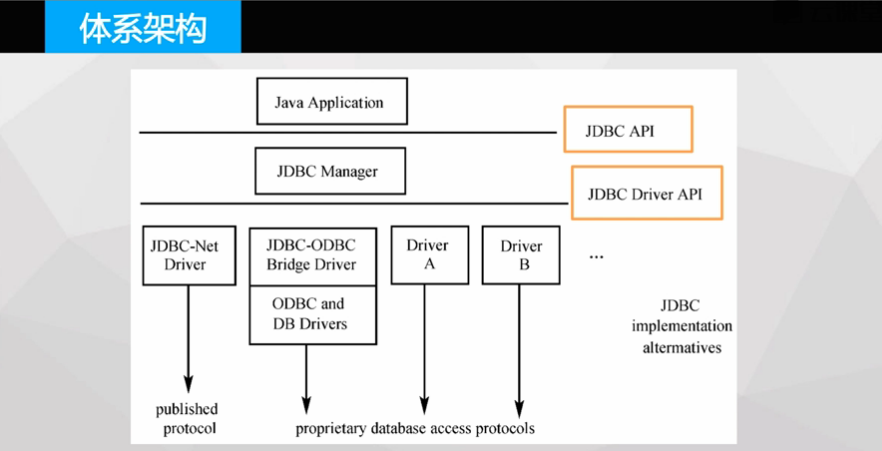 体系架构
Java Application
JDBC API
JDBC Manager
JDBC Driver API
JDBC-Net
Driver
JDBC-ODBC
Bridge Driver
ODBC and
DB Drivers
Driver
A
Driver
B
...
JDBC
implementation
alternatives
published
protocol
proprietary database access protocols